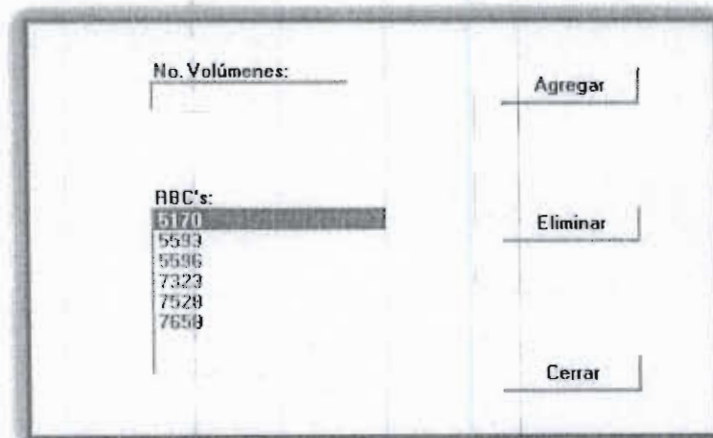 No. Volúmenes:
Agregar
ABC's:
5170
5593
5596
7323
7528
7658
Eliminar
Cerrar